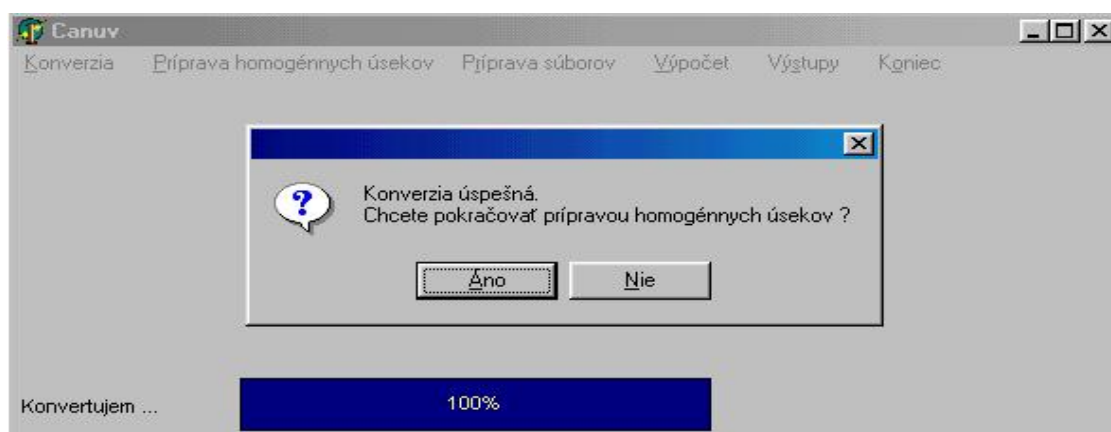 Canuv
Konverzia Príprava homogénnych úsekov Príprava súborov Výpočet Výstupy Koniec
Konverzia úspešná.
Chcete pokračovať prípravou homogénnych úsekov ?
Áno Nie
Konvertujem ... 100%